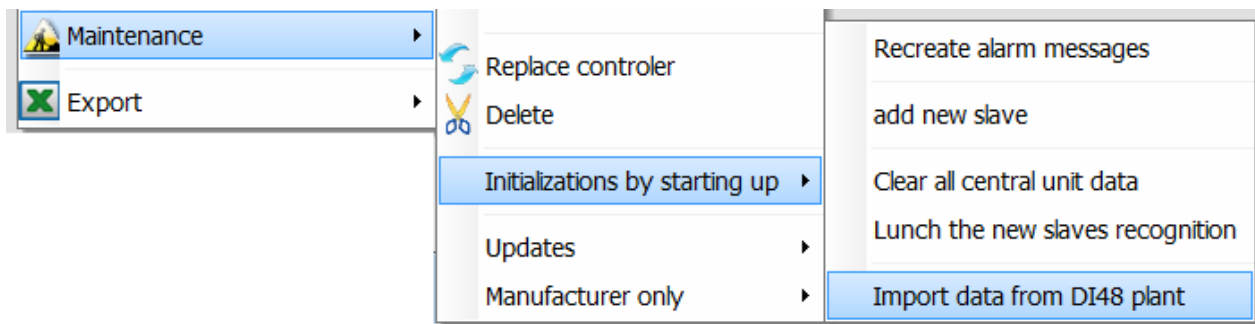 Maintenance
Export
Replace controler
Delete
Initializations by starting up
Updates
Manufacturer only
Recreate alarm messages
add new slave
Clear all central unit data
Lunch the new slaves recognition
Import data from DI48 plant